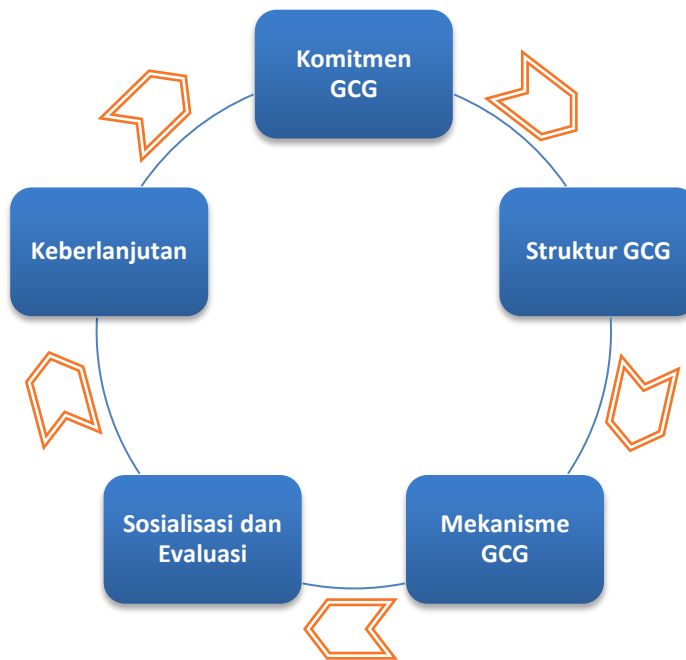 Komitmen
GCG
Struktur GCG
Mekanisme
GCG
Sosialisasi dan
Evaluasi
Keberlanjutan